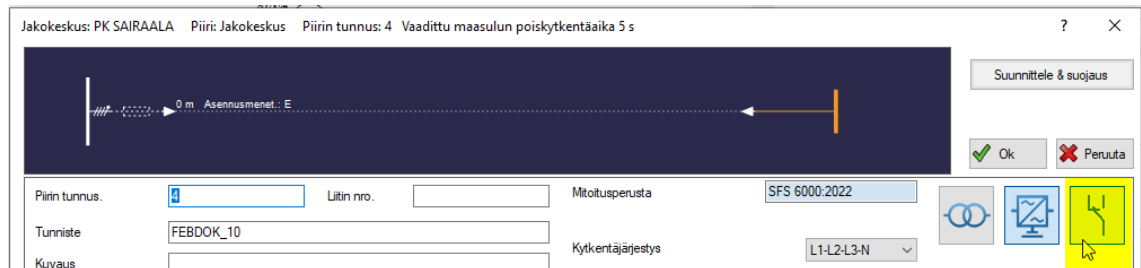 Jakokeskus: PK SAIRAALA Piiri: Jakokeskus Piirin tunnus: 4 Vaadittu maasulun poiskytkentäaika 5 s ? ×
0 m Asennusmenet.: E
Suunnittele & suojaus
Ok Peruuta
Piirin tunnus. 4 Liitin nro. Mitoitusperusta SFS 6000:2022
Tunniste FEBDOK_10
Kytkentäjärjestys L1-L2-L3-N
Kuvaus